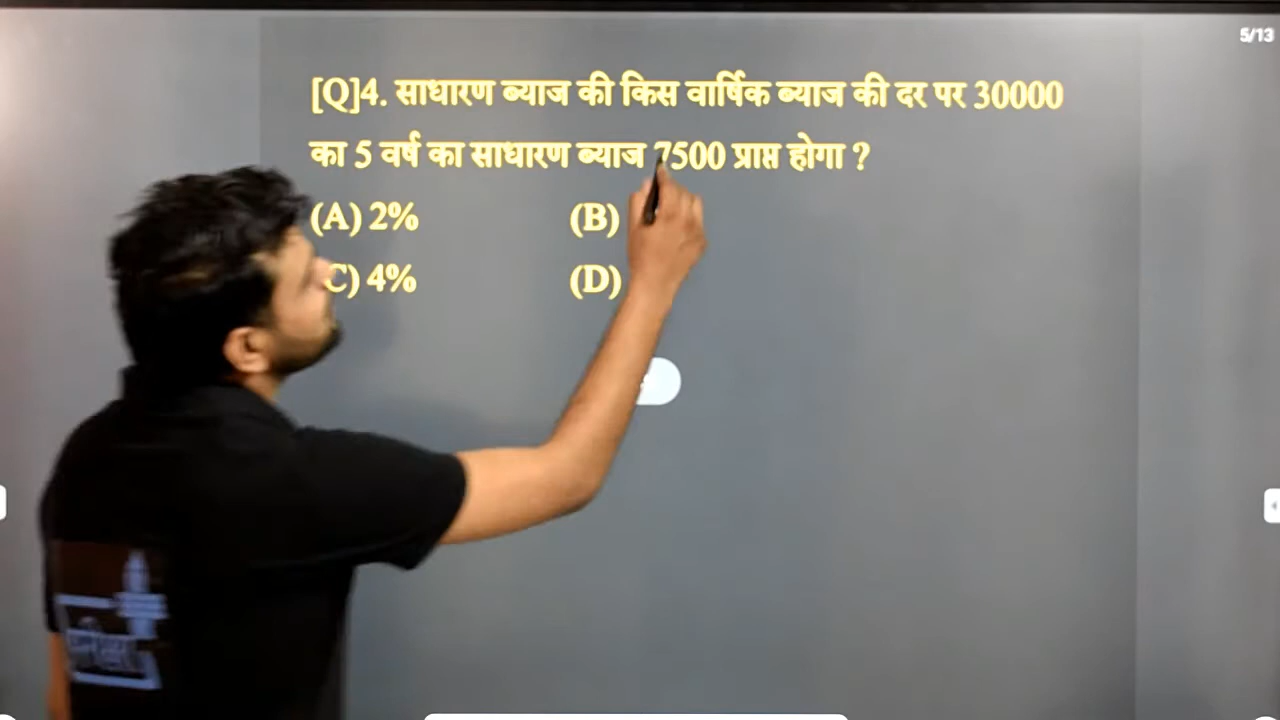 5/13
[Q]4. साधारण ब्याज की किस वार्षिक ब्याज की दर पर 30000
का 5 वर्ष का साधारण ब्याज 7500 प्राप्त होगा ?
(A) 2% (B)
C) 4% (D)